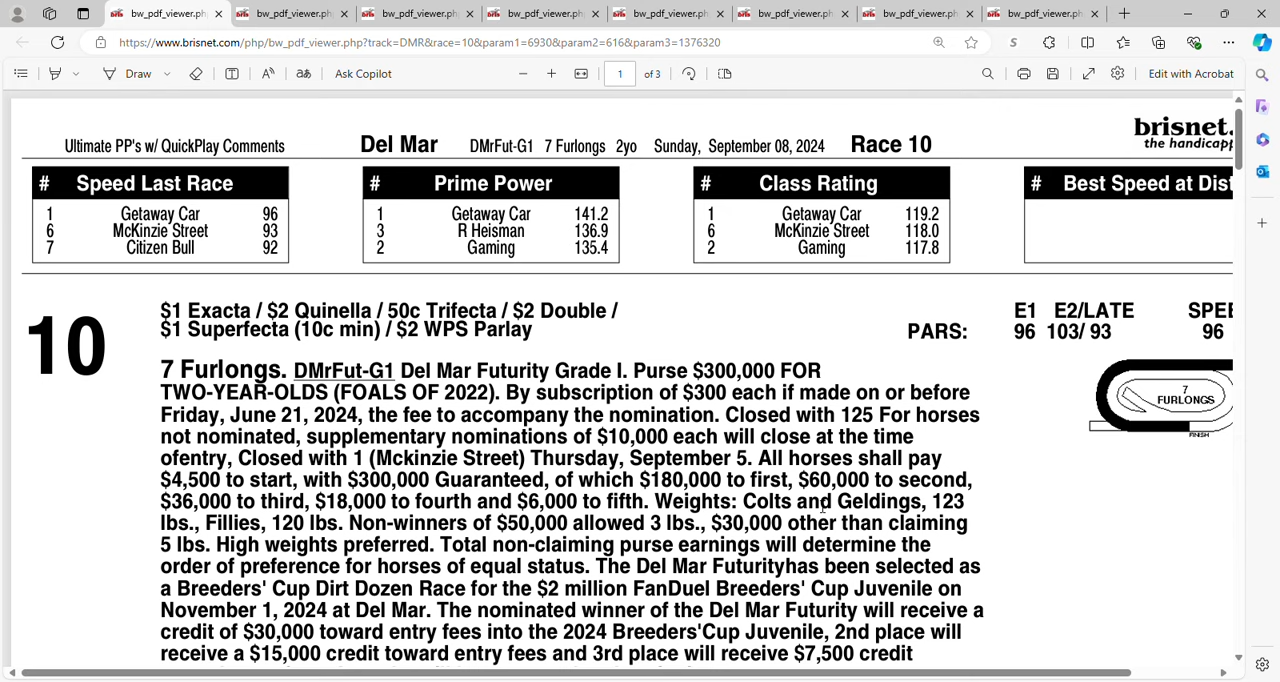 bw_pdf_viewer.ph
bw_pdf_viewer.ph
bw_pdf_viewer.ph
bw_pdf_viewer.ph
bw_pdf_viewer.ph
bw_pdf_viewer.ph
bw_pdf_viewer.ph
bw_pdf_viewer.ph
https://www.brisnet.com/php/bw_pdf_viewer.php?track=DMR&race=10&param1=6930&param2=616&param3=1376320
Draw
Ask Copilot
1 of 3
Edit with Acrobat
Ultimate PP's w/ QuickPlay Comments Del Mar DMrFut-G1 7 Furlongs 2yo Sunday, September 08, 2024 Race 10
brisnet.
the handicapp
# Speed Last Race
1 Getaway Car 96
6 McKinzie Street 93
7 Citizen Bull 92
# Prime Power
1 Getaway Car 141.2
3 R Heisman 136.9
2 Gaming 135.4
# Class Rating
1 Getaway Car 119.2
6 McKinzie Street 118.0
2 Gaming 117.8
# Best Speed at Dist
10
$1 Exacta / $2 Quinella / 50c Trifecta / $2 Double /
$1 Superfecta (10c min) / $2 WPS Parlay
E1 E2/LATE SPEE
PARS: 96 103/ 93 96
7 Furlongs. DMrFut-G1 Del Mar Futurity Grade I. Purse $300,000 FOR
TWO-YEAR-OLDS (FOALS OF 2022). By subscription of $300 each if made on or before
Friday, June 21, 2024, the fee to accompany the nomination. Closed with 125 For horses
not nominated, supplementary nominations of $10,000 each will close at the time
ofentry, Closed with 1 (Mckinzie Street) Thursday, September 5. All horses shall pay
$4,500 to start, with $300,000 Guaranteed, of which $180,000 to first, $60,000 to second,
$36,000 to third, $18,000 to fourth and $6,000 to fifth. Weights: Colts and Geldings, 123
lbs., Fillies, 120 lbs. Non-winners of $50,000 allowed 3 lbs., $30,000 other than claiming
5 lbs. High weights preferred. Total non-claiming purse earnings will determine the
order of preference for horses of equal status. The Del Mar Futurityhas been selected as
a Breeders' Cup Dirt Dozen Race for the $2 million FanDuel Breeders' Cup Juvenile on
November 1, 2024 at Del Mar. The nominated winner of the Del Mar Futurity will receive a
credit of $30,000 toward entry fees into the 2024 Breeders'Cup Juvenile, 2nd place will
receive a $15,000 credit toward entry fees and 3rd place will receive $7,500 credit
7
FURLONGS
FINISH